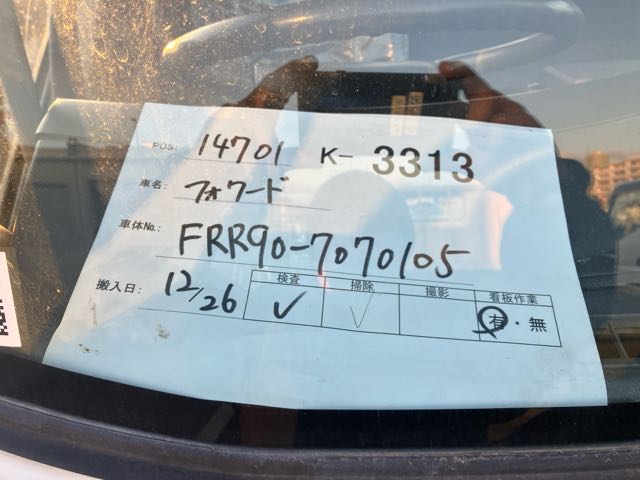 POS: 14701 K- 3313
車名: フォワード
車体No.: FRR90-7070105
搬入日: 12/26
検査 掃除 撮影 看板作業
✓ ✓ 有・無